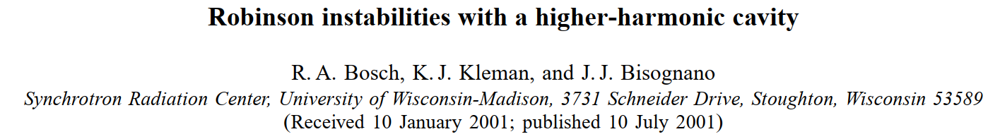 Robinson instabilities with a higher-harmonic cavity
R. A. Bosch, K. J. Kleman, and J. J. Bisognano
Synchrotron Radiation Center, University of Wisconsin-Madison, 3731 Schneider Drive, Stoughton, Wisconsin 53589
(Received 10 January 2001; published 10 July 2001)